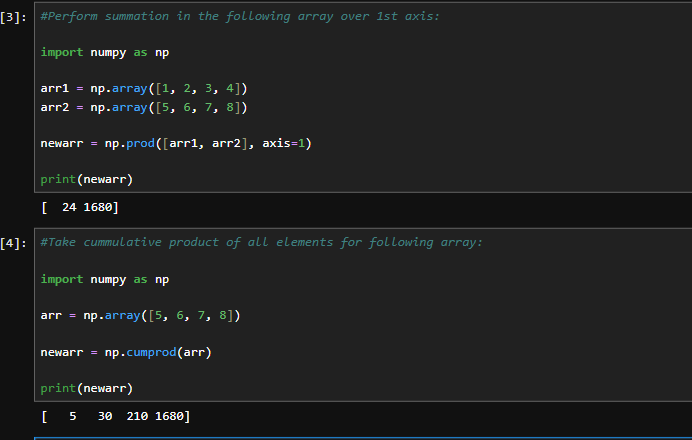 [3]: #Perform summation in the following array over 1st axis:
import numpy as np
arr1 = np.array([1, 2, 3, 4])
arr2 = np.array([5, 6, 7, 8])
newarr = np.prod([arr1, arr2], axis=1)
print(newarr)
[  24 1680]
[4]: #Take cummulative product of all elements for following array:
import numpy as np
arr = np.array([5, 6, 7, 8])
newarr = np.cumprod(arr)
print(newarr)
[   5   30  210 1680]